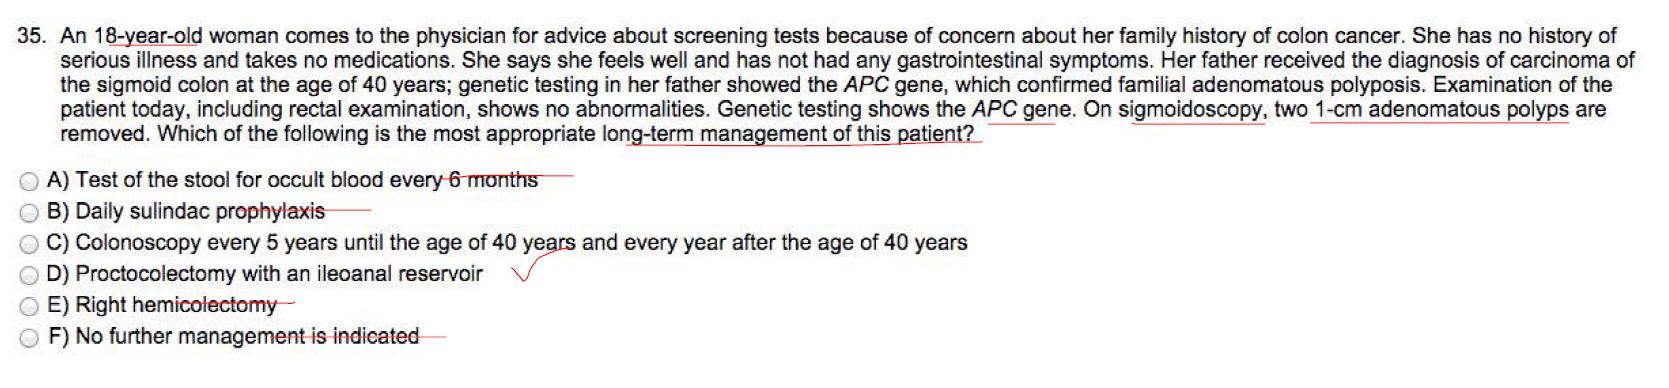 35. An 18-year-old woman comes to the physician for advice about screening tests because of concern about her family history of colon cancer. She has no history of
serious illness and takes no medications. She says she feels well and has not had any gastrointestinal symptoms. Her father received the diagnosis of carcinoma of
the sigmoid colon at the age of 40 years; genetic testing in her father showed the APC gene, which confirmed familial adenomatous polyposis. Examination of the
patient today, including rectal examination, shows no abnormalities. Genetic testing shows the APC gene. On sigmoidoscopy, two 1-cm adenomatous polyps are
removed. Which of the following is the most appropriate long-term management of this patient?
A) Test of the stool for occult blood every 6 months
B) Daily sulindac prophylaxis
C) Colonoscopy every 5 years until the age of 40 years and every year after the age of 40 years
D) Proctocolectomy with an ileoanal reservoir
E) Right hemicolectomy
F) No further management is indicated